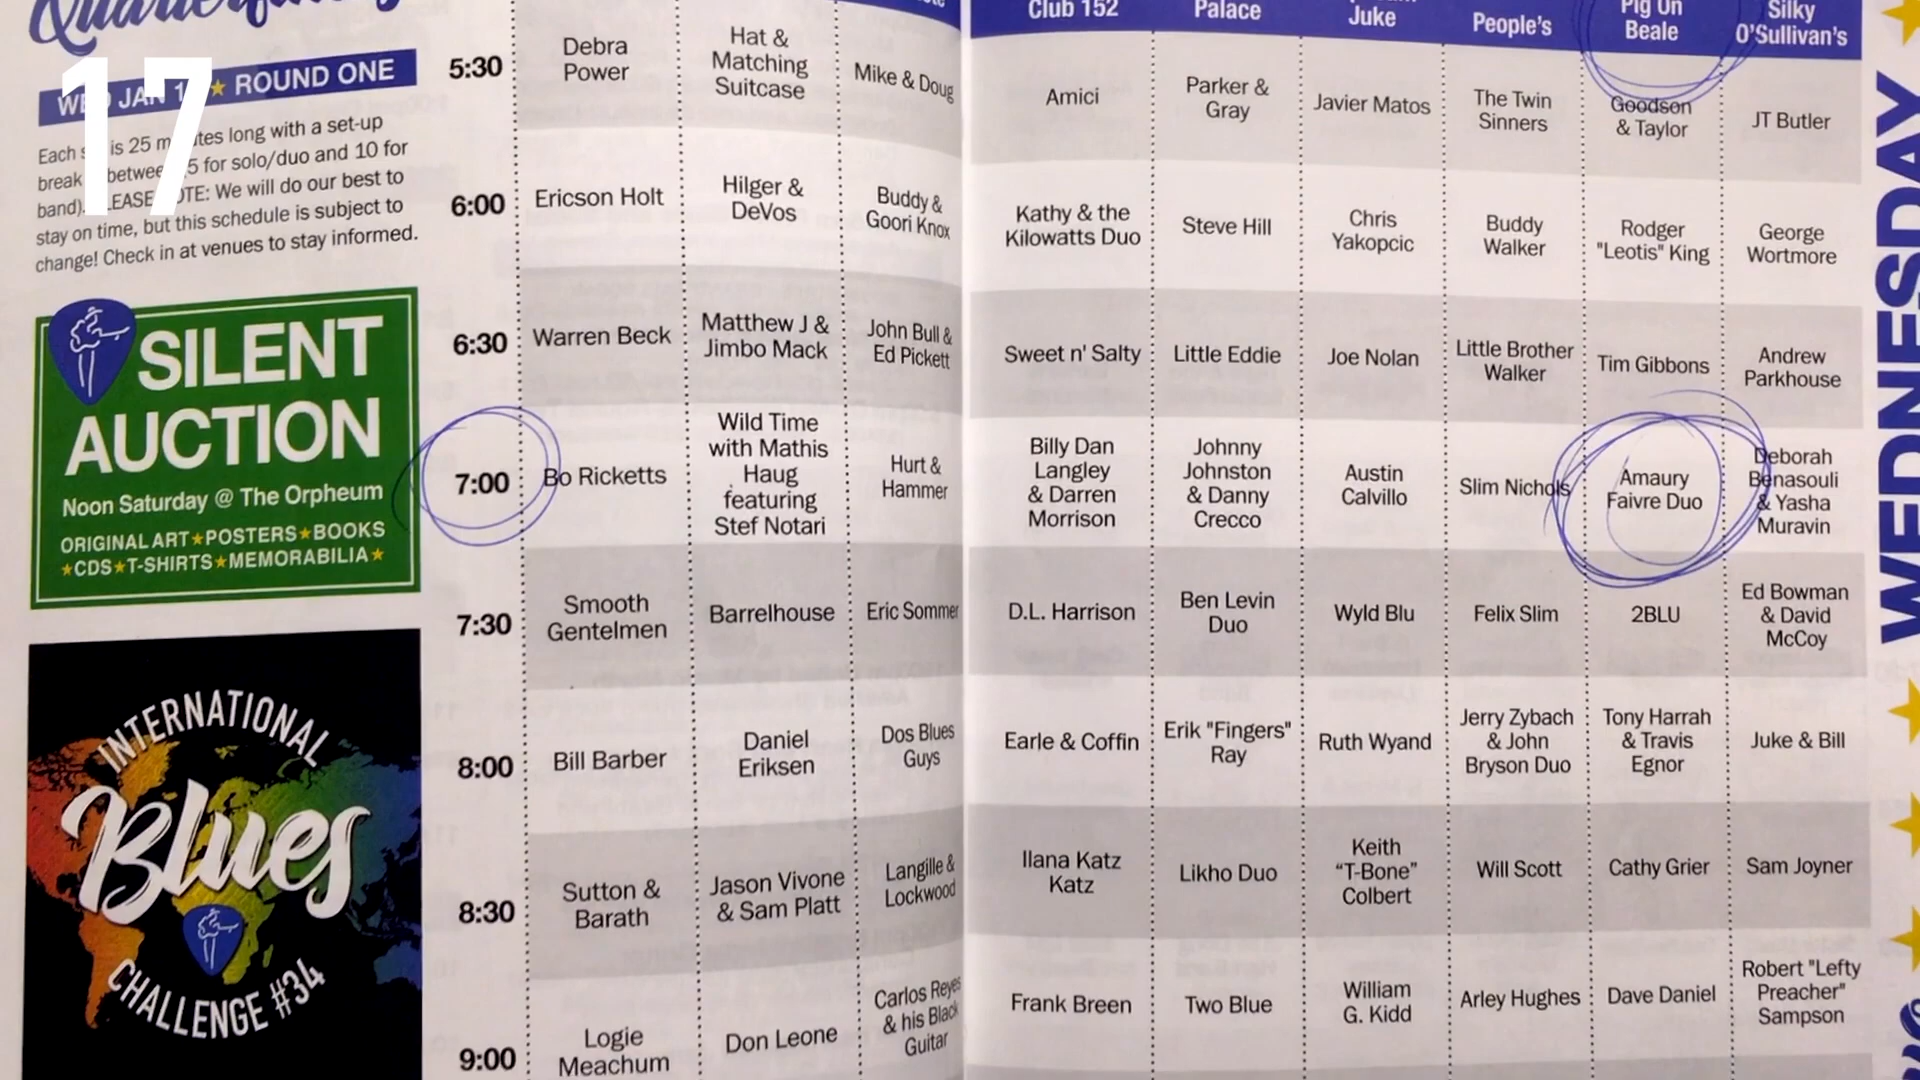 Quarterfinals
17
ROUND ONE
is 25 minutes long with a set-up
break between 5 for solo/duo and 10 for
band). PLEASE NOTE: We will do our best to
stay on time, but this schedule is subject to
change! Check in at venues to stay informed.
SILENT
AUCTION
Noon Saturday @ The Orpheum
ORIGINAL ART★POSTERS★BOOKS
★CDS★T-SHIRTS★MEMORABILIA★
INTERNATIONAL
Blues
CHALLENGE #34
Club 152
Palace
Juke
People's
Pig On
Beale
Silky
O'Sullivan's
5:30
Debra
Power
Hat &
Matching
Suitcase
Mike & Doug
Amici
Parker &
Gray
Javier Matos
The Twin
Sinners
Goodson
& Taylor
JT Butler
6:00
Ericson Holt
Hilger &
DeVos
Buddy &
Goori Knox
Kathy & the
Kilowatts Duo
Steve Hill
Chris
Yakopcic
Buddy
Walker
Rodger
"Leotis" King
George
Wortmore
6:30
Warren Beck
Matthew J &
Jimbo Mack
John Bull &
Ed Pickett
Sweet n' Salty
Little Eddie
Joe Nolan
Little Brother
Walker
Tim Gibbons
Andrew
Parkhouse
7:00
Bo Ricketts
Wild Time
with Mathis
Haug
featuring
Stef Notari
Hurt &
Hammer
Billy Dan
Langley
& Darren
Morrison
Johnny
Johnston
& Danny
Crecco
Austin
Calvillo
Slim Nichols
Amaury
Faivre Duo
Deborah
Benasouli
& Yasha
Muravin
7:30
Smooth
Gentelmen
Barrelhouse
Eric Sommer
D.L. Harrison
Ben Levin
Duo
Wyld Blu
Felix Slim
2BLU
Ed Bowman
& David
McCoy
8:00
Bill Barber
Daniel
Eriksen
Dos Blues
Guys
Earle & Coffin
Erik "Fingers"
Ray
Ruth Wyand
Jerry Zybach
& John
Bryson Duo
Tony Harrah
& Travis
Egnor
Juke & Bill
8:30
Sutton &
Barath
Jason Vivone
& Sam Platt
Langille &
Lockwood
Ilana Katz
Katz
Likho Duo
Keith
“T-Bone”
Colbert
Will Scott
Cathy Grier
Sam Joyner
9:00
Logie
Meachum
Don Leone
Carlos Reyes
& his Black
Guitar
Frank Breen
Two Blue
William
G. Kidd
Arley Hughes
Dave Daniel
Robert "Lefty
Preacher"
Sampson
WEDNESDAY